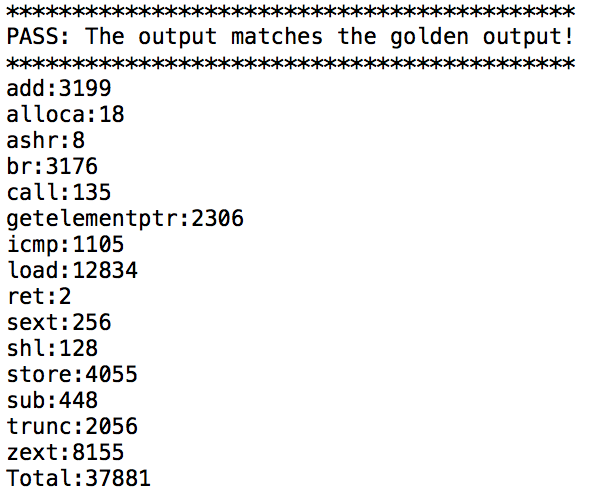 *******************************************
PASS: The output matches the golden output!
*******************************************
add:3199
alloca:18
ashr:8
br:3176
call:135
getelementptr:2306
icmp:1105
load:12834
ret:2
sext:256
shl:128
store:4055
sub:448
trunc:2056
zext:8155
Total:37881